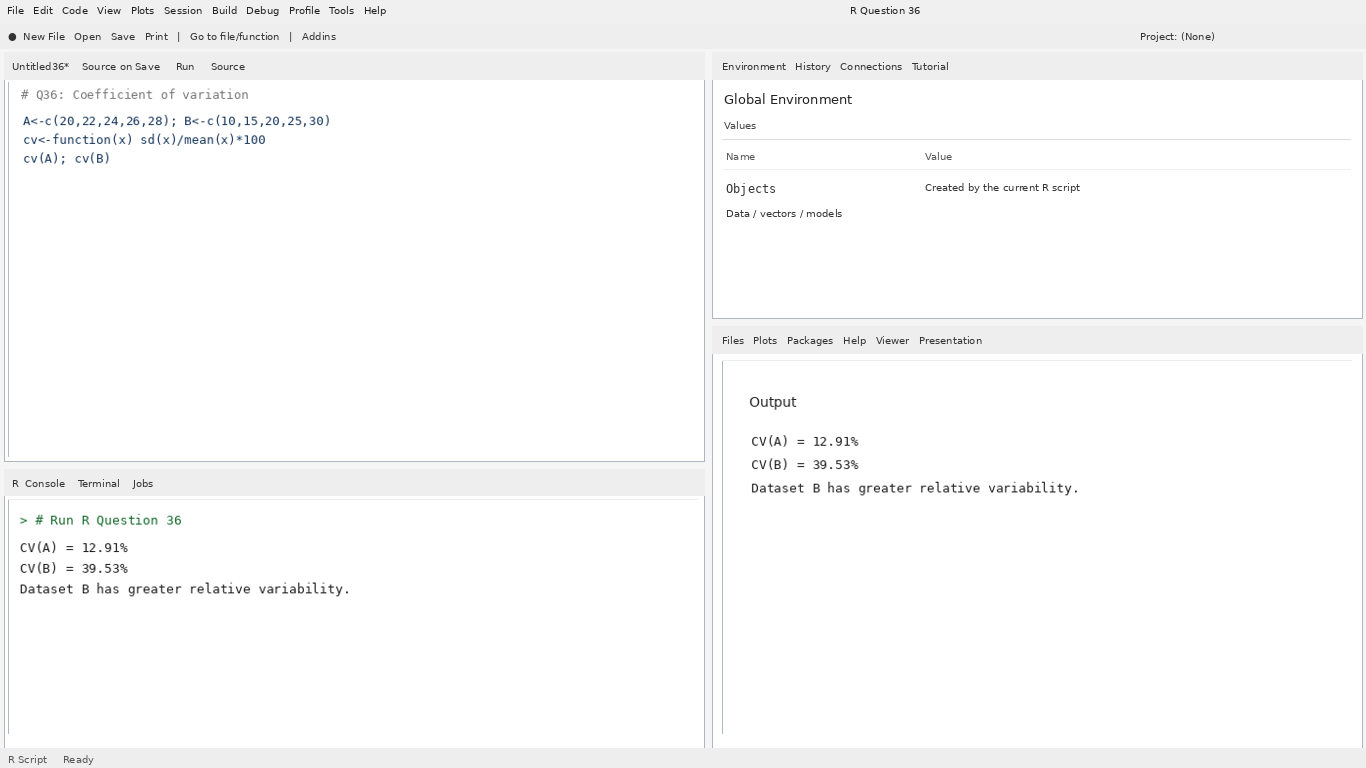 File Edit Code View Plots Session Build Debug Profile Tools Help R Question 36
● New File Open Save Print | Go to file/function | Addins Project: (None)
Untitled36* Source on Save Run Source
# Q36: Coefficient of variation
A<-c(20,22,24,26,28); B<-c(10,15,20,25,30)
cv<-function(x) sd(x)/mean(x)*100
cv(A); cv(B)
R Console Terminal Jobs
> # Run R Question 36
CV(A) = 12.91%
CV(B) = 39.53%
Dataset B has greater relative variability.
Environment History Connections Tutorial
Global Environment
Values
Name Value
Objects Created by the current R script
Data / vectors / models
Files Plots Packages Help Viewer Presentation
Output
CV(A) = 12.91%
CV(B) = 39.53%
Dataset B has greater relative variability.
R Script Ready